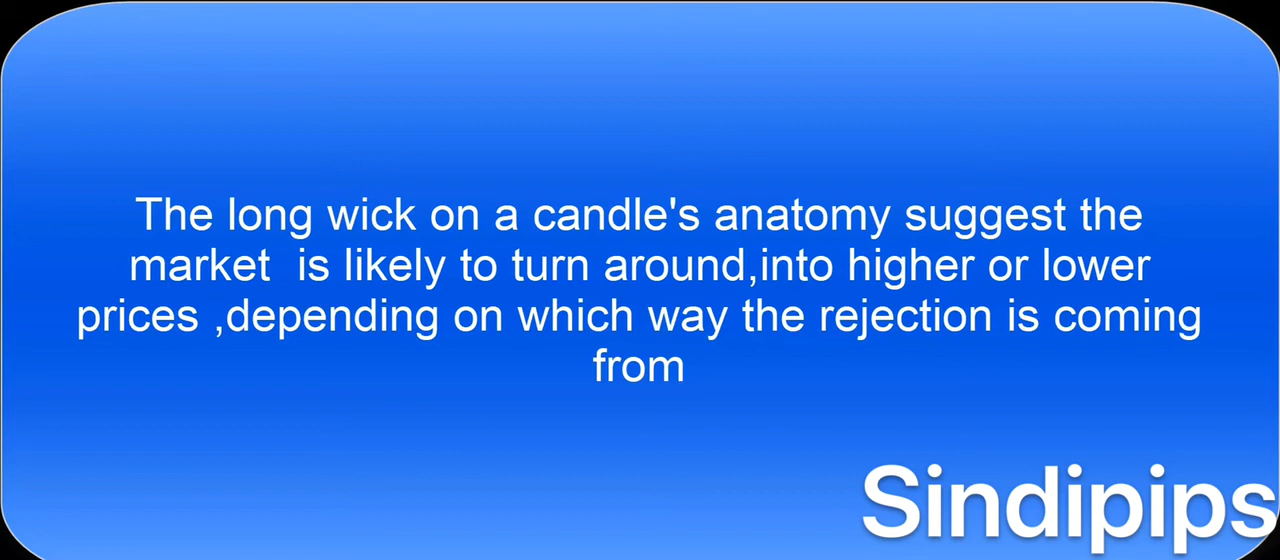 The long wick on a candle's anatomy suggest the
market  is likely to turn around,into higher or lower
prices ,depending on which way the rejection is coming
from
Sindipips